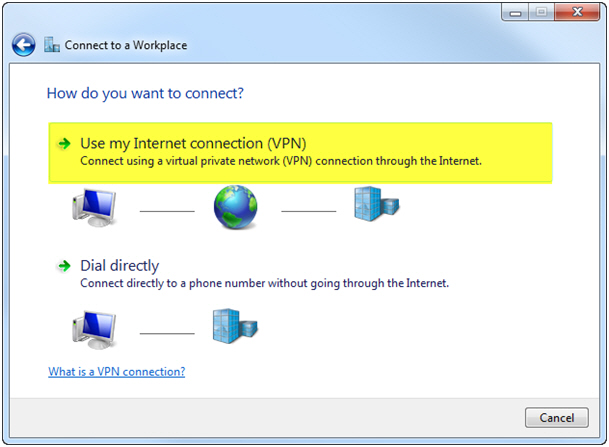 Connect to a Workplace
How do you want to connect?
Use my Internet connection (VPN)
Connect using a virtual private network (VPN) connection through the Internet.
Dial directly
Connect directly to a phone number without going through the Internet.
What is a VPN connection?
Cancel